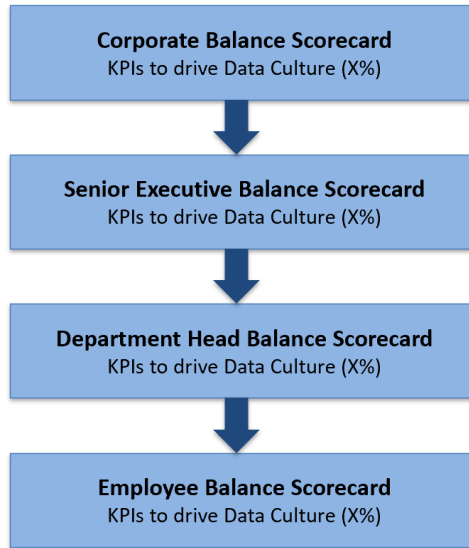 Corporate Balance Scorecard
KPIs to drive Data Culture (X%)
Senior Executive Balance Scorecard
KPIs to drive Data Culture (X%)
Department Head Balance Scorecard
KPIs to drive Data Culture (X%)
Employee Balance Scorecard
KPIs to drive Data Culture (X%)